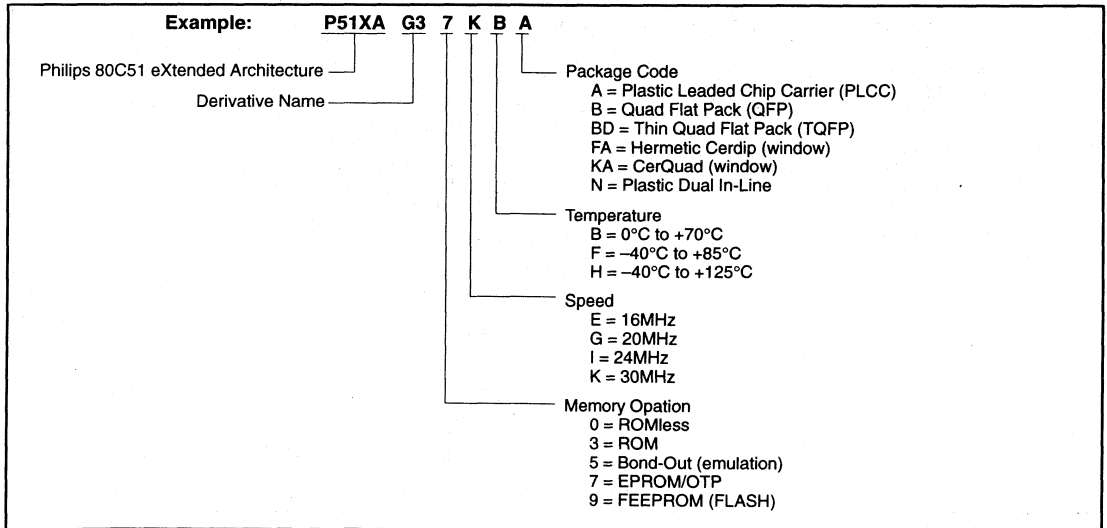 Example: P51XA G3 7 K B A
Philips 80C51 eXtended Architecture
Derivative Name
Package Code
A = Plastic Leaded Chip Carrier (PLCC)
B = Quad Flat Pack (QFP)
BD = Thin Quad Flat Pack (TQFP)
FA = Hermetic Cerdip (window)
KA = CerQuad (window)
N = Plastic Dual In-Line
Temperature
B = 0°C to +70°C
F = –40°C to +85°C
H = –40°C to +125°C
Speed
E = 16MHz
G = 20MHz
I = 24MHz
K = 30MHz
Memory Opation
0 = ROMless
3 = ROM
5 = Bond-Out (emulation)
7 = EPROM/OTP
9 = FEEPROM (FLASH)